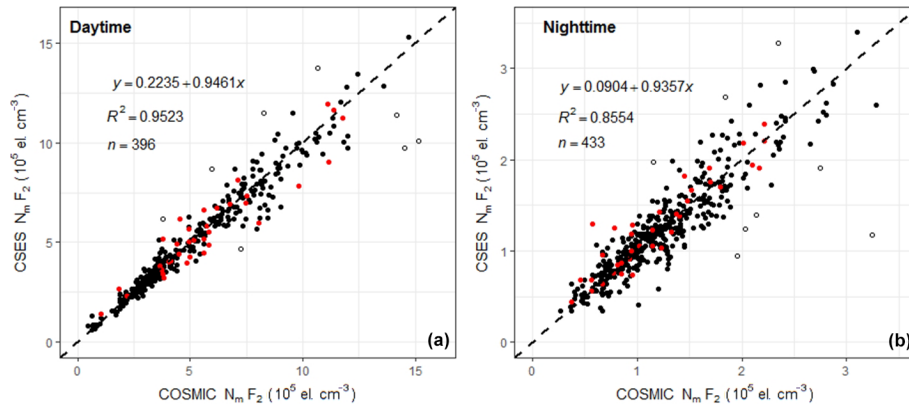 Daytime
y = 0.2235+0.9461x
R² = 0.9523
n = 396
15
10
5
0
CSES NₘF₂ (10⁵ el. cm⁻³)
0
5
10
15
COSMIC NₘF₂ (10⁵ el. cm⁻³)
(a)
Nighttime
y = 0.0904+0.9357x
R² = 0.8554
n = 433
3
2
1
0
CSES NₘF₂ (10⁵ el. cm⁻³)
0
1
2
3
COSMIC NₘF₂ (10⁵ el. cm⁻³)
(b)